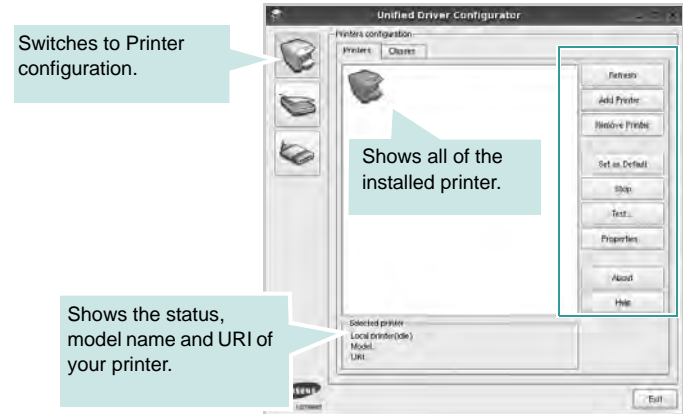 Unified Driver Configurator
Switches to Printer
configuration.
Printers configuration
Printers
Classes
Refresh
Add Printer
Remove Printer
Set as Default
Stop
Test...
Properties
About
Help
Shows all of the
installed printer.
Shows the status,
model name and URI of
your printer.
Selected printer
Local printer(idle)
Model:
URI:
Exit